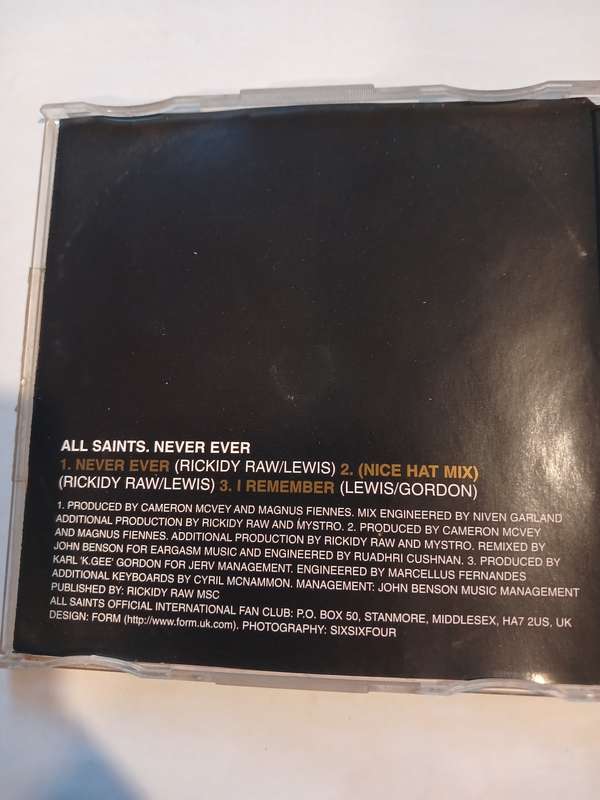 ALL SAINTS. NEVER EVER
1. NEVER EVER (RICKIDY RAW/LEWIS) 2. (NICE HAT MIX)
(RICKIDY RAW/LEWIS) 3. I REMEMBER (LEWIS/GORDON)
1. PRODUCED BY CAMERON MCVEY AND MAGNUS FIENNES. MIX ENGINEERED BY NIVEN GARLAND
ADDITIONAL PRODUCTION BY RICKIDY RAW AND MYSTRO. 2. PRODUCED BY CAMERON MCVEY
AND MAGNUS FIENNES. ADDITIONAL PRODUCTION BY RICKIDY RAW AND MYSTRO. REMIXED BY
JOHN BENSON FOR EARGASM MUSIC AND ENGINEERED BY RUADHRI CUSHNAN. 3. PRODUCED BY
KARL 'K.GEE' GORDON FOR JERV MANAGEMENT. ENGINEERED BY MARCELLUS FERNANDES
ADDITIONAL KEYBOARDS BY CYRIL MCNAMMON. MANAGEMENT: JOHN BENSON MUSIC MANAGEMENT
PUBLISHED BY: RICKIDY RAW MSC
ALL SAINTS OFFICIAL INTERNATIONAL FAN CLUB: P.O. BOX 50, STANMORE, MIDDLESEX, HA7 2US, UK
DESIGN: FORM (http://www.form.uk.com). PHOTOGRAPHY: SIXSIXFOUR